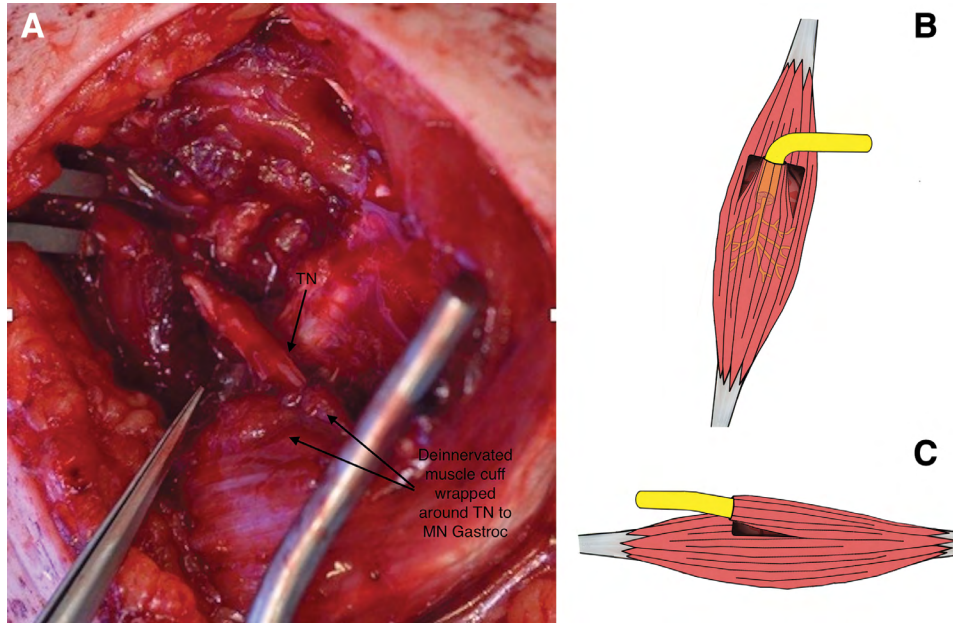 A
B
TN
Deinnervated
muscle cuff
wrapped
around TN to
MN Gastroc
C